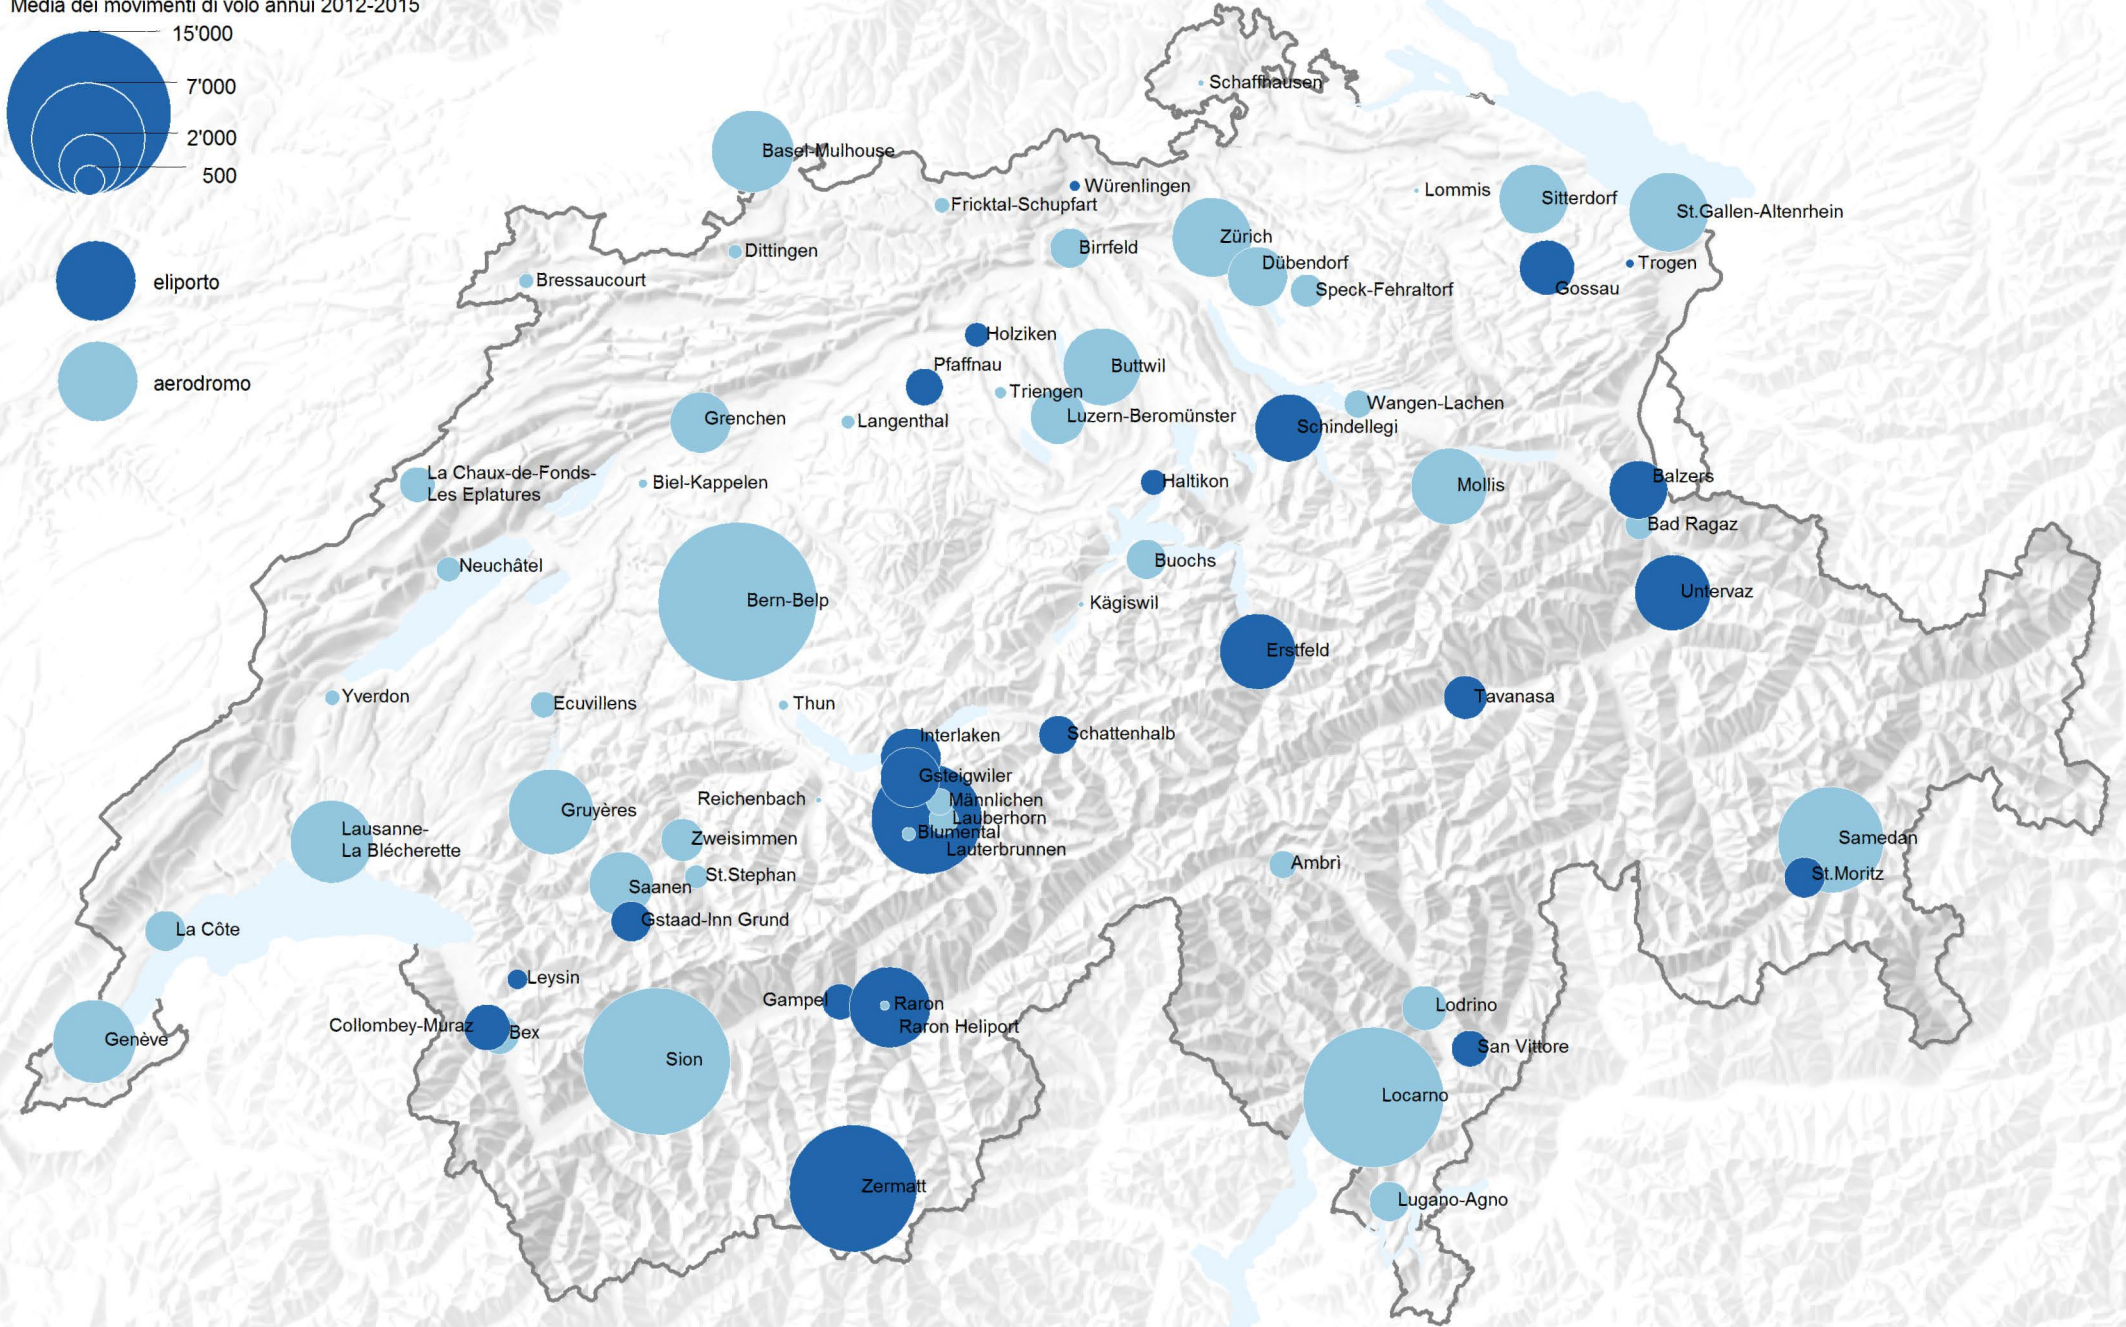 Media dei movimenti di volo annui 2012-2015
15'000
7'000
2'000
500
eliporto
aerodromo
Schaffhausen
Basel-Mulhouse
Würenlingen
Lommis
Sitterdorf
Fricktal-Schupfart
St.Gallen-Altenrhein
Zürich
Birrfeld
Dittingen
Dübendorf
Trogen
Bressaucourt
Speck-Fehraltorf
Gossau
Holziken
Pfaffnau
Buttwil
Triengen
Wangen-Lachen
Grenchen
Langenthal
Luzern-Beromünster
Schindellegi
La Chaux-de-Fonds-
Les Eplatures
Biel-Kappelen
Haltikon
Mollis
Balzers
Bad Ragaz
Neuchâtel
Buochs
Untervaz
Bern-Belp
Kägiswil
Erstfeld
Yverdon
Ecuvillens
Thun
Tavanasa
Interlaken
Schattenhalb
Gsteigwiler
Reichenbach
Männlichen
Gruyères
Lauberhorn
Lausanne-
La Blécherette
Zweisimmen
Blumental
Lauterbrunnen
Samedan
Ambrì
St.Stephan
St.Moritz
Saanen
Gstaad-Inn Grund
La Côte
Leysin
Gampel
Raron
Lodrino
Collombey-Muraz
Bex
Raron Heliport
Genève
San Vittore
Sion
Locarno
Zermatt
Lugano-Agno